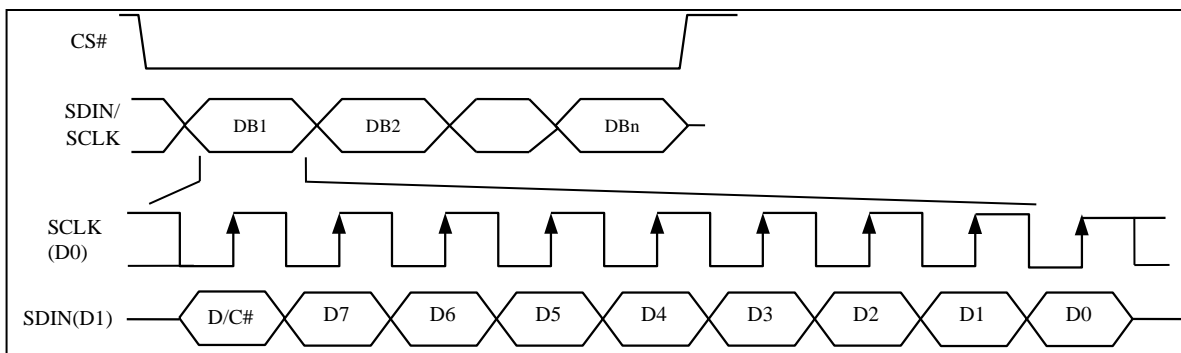 CS#
SDIN/
SCLK
DB1 DB2 DBn
SCLK
(D0)
SDIN(D1) D/C# D7 D6 D5 D4 D3 D2 D1 D0